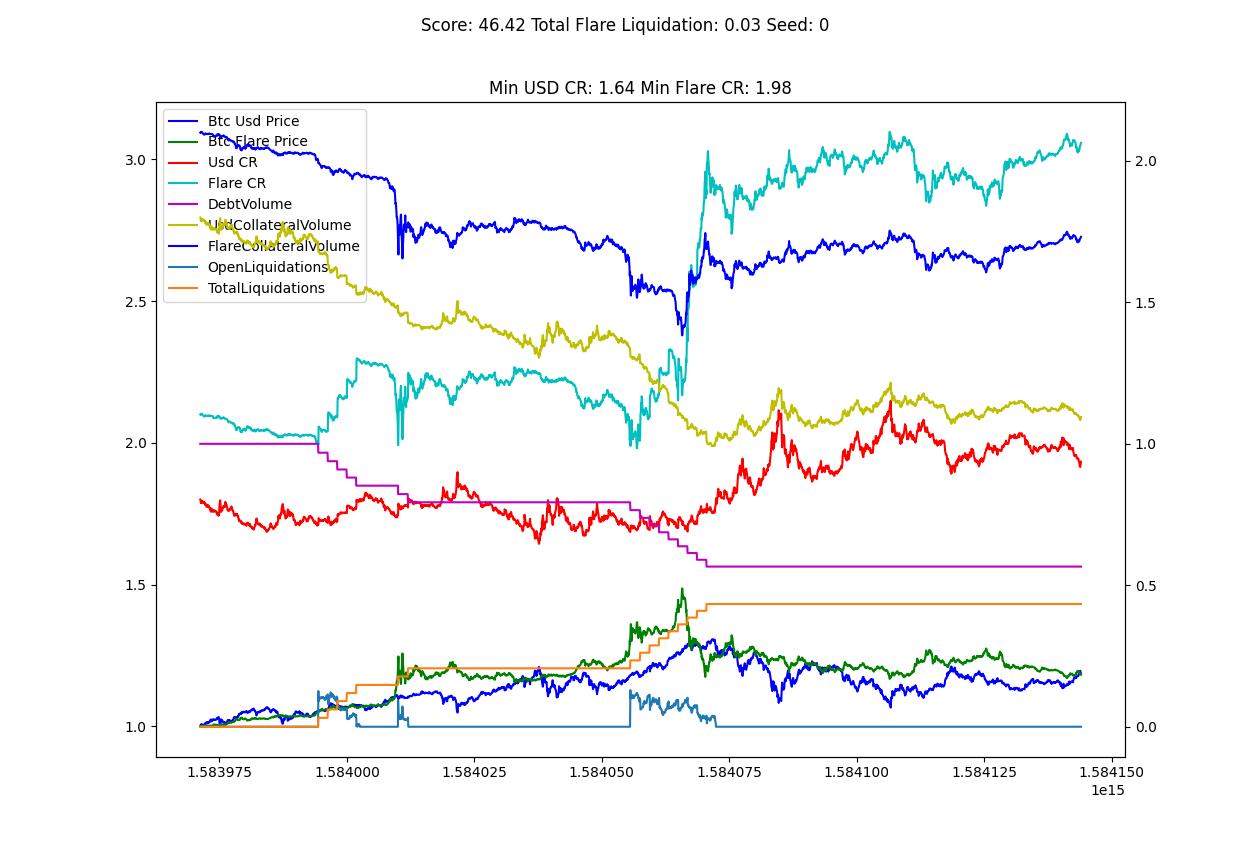 Score: 46.42 Total Flare Liquidation: 0.03 Seed: 0
Min USD CR: 1.64 Min Flare CR: 1.98
Btc Usd Price
Btc Flare Price
Usd CR
Flare CR
DebtVolume
UsdCollateralVolume
FlareCollateralVolume
OpenLiquidations
TotalLiquidations
3.0
2.5
2.0
1.5
1.0
2.0
1.5
1.0
0.5
0.0
1.583975 1.584000 1.584025 1.584050 1.584075 1.584100 1.584125 1.584150
1e15